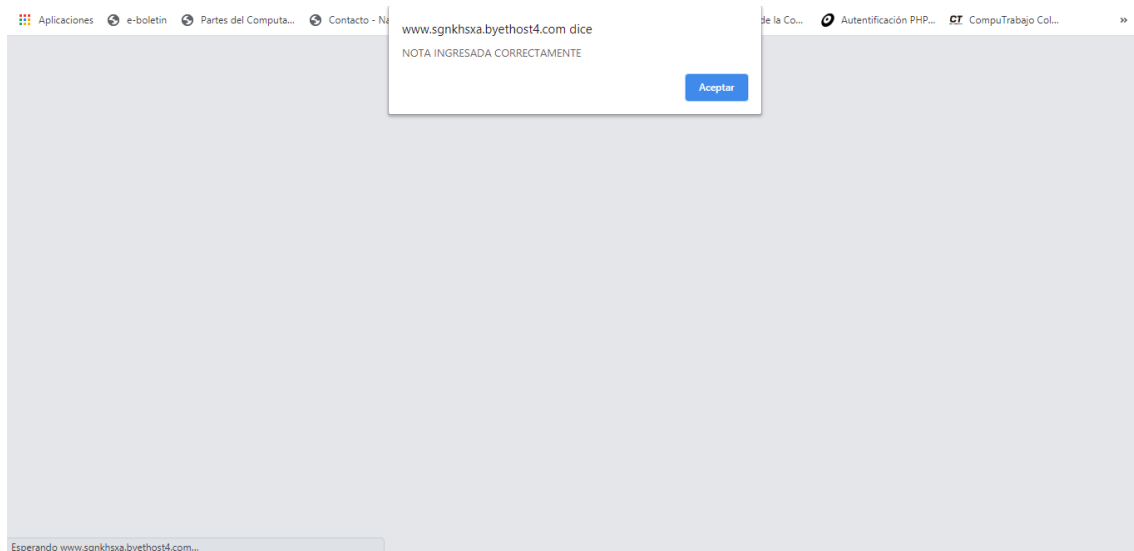 Aplicaciones e-boletin Partes del Computa... Contacto - Na de la Co... Autentificación PHP... CT CompuTrabajo Col... »
www.sgnkhsxa.byethost4.com dice
NOTA INGRESADA CORRECTAMENTE
Aceptar
Esperando www.sgnkhsxa.byethost4.com...